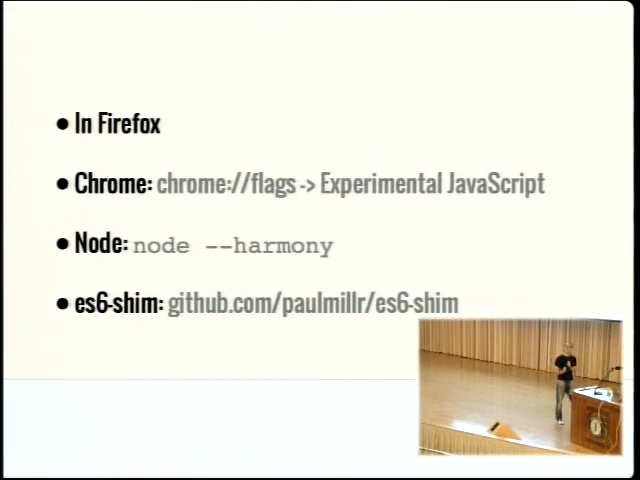 • In Firefox
• Chrome: chrome://flags -> Experimental JavaScript
• Node: node --harmony
• es6-shim: github.com/paulmillr/es6-shim